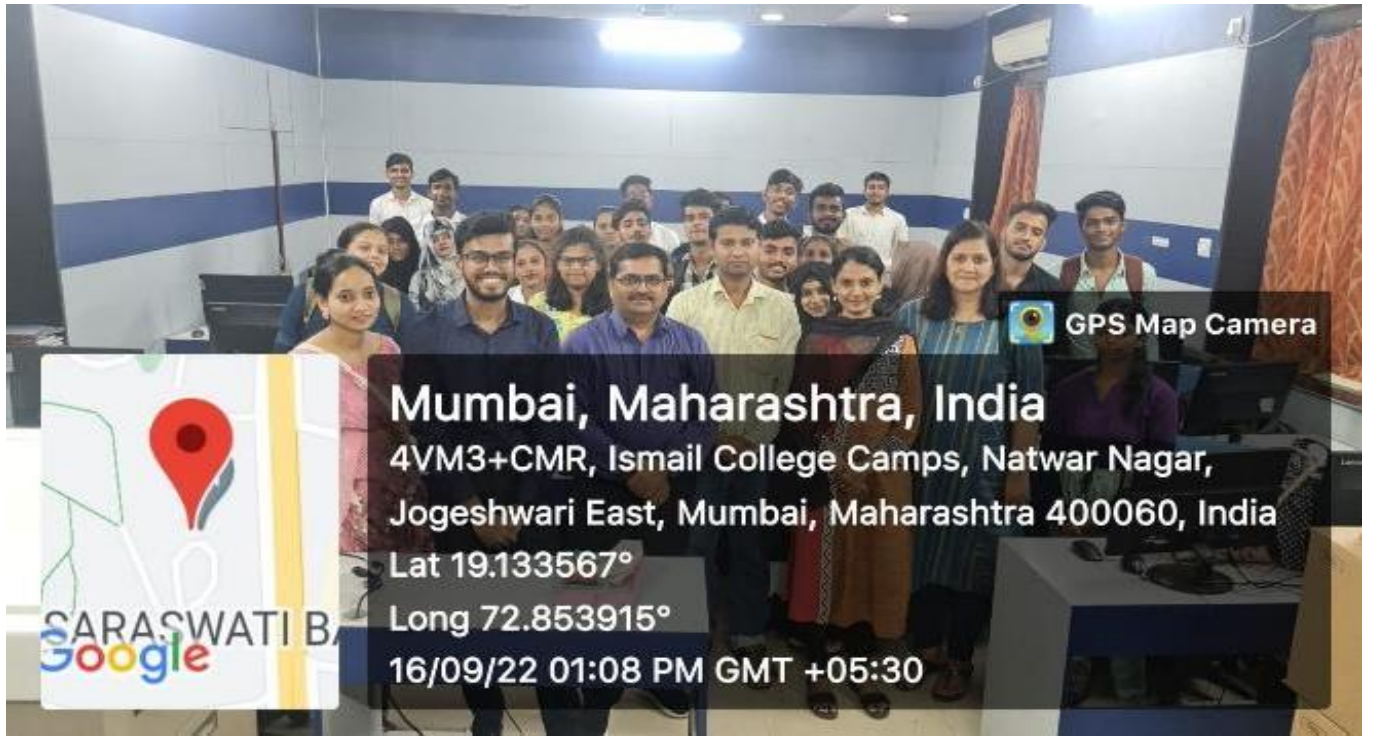 GPS Map Camera
Mumbai, Maharashtra, India
4VM3+CMR, Ismail College Camps, Natwar Nagar,
Jogeshwari East, Mumbai, Maharashtra 400060, India
Lat 19.133567°
Long 72.853915°
16/09/22 01:08 PM GMT +05:30
SARASWATI BA
Google